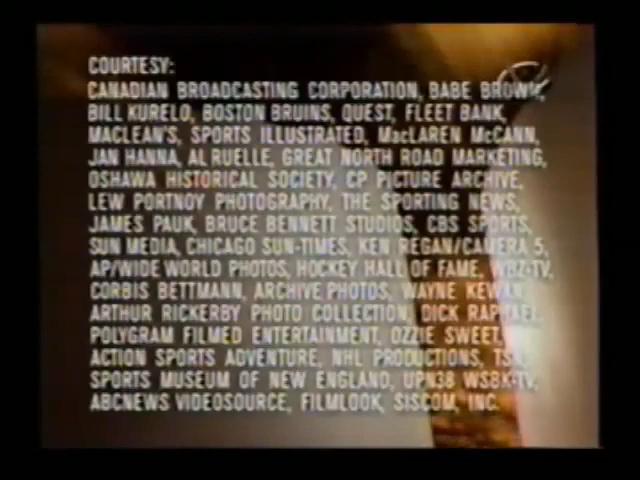 COURTESY:
CANADIAN BROADCASTING CORPORATION, BABE BROWN,
BILL KURELO, BOSTON BRUINS, QUEST, FLEET BANK,
MACLEAN'S, SPORTS ILLUSTRATED, MacLAREN McCANN,
JAN HANNA, AL RUELLE, GREAT NORTH ROAD MARKETING,
OSHAWA HISTORICAL SOCIETY, CP PICTURE ARCHIVE,
LEW PORTNOY PHOTOGRAPHY, THE SPORTING NEWS,
JAMES PAUK, BRUCE BENNETT STUDIOS, CBS SPORTS,
SUN MEDIA, CHICAGO SUN-TIMES, KEN REGAN/CAMERA 5,
AP/WIDE WORLD PHOTOS, HOCKEY HALL OF FAME, WBZ-TV,
CORBIS BETTMANN, ARCHIVE PHOTOS, WAYNE KEWAN,
ARTHUR RICKERBY PHOTO COLLECTION, DICK RAPHAEL,
POLYGRAM FILMED ENTERTAINMENT, OZZIE SWEET,
ACTION SPORTS ADVENTURE, NHL PRODUCTIONS, TSN,
SPORTS MUSEUM OF NEW ENGLAND, UPN38 WSBK-TV,
ABCNEWS VIDEOSOURCE, FILMLOOK, SISCOM, INC.